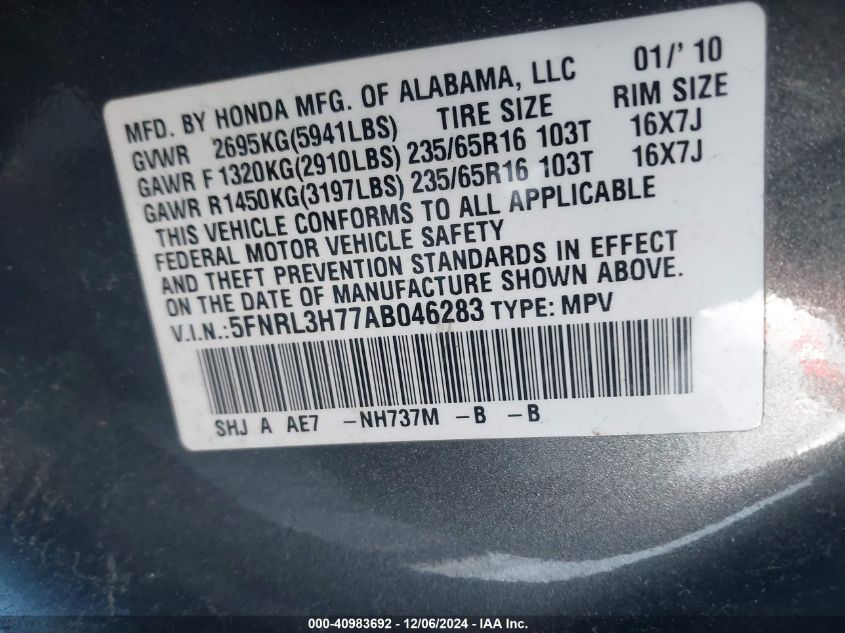 MFD. BY HONDA MFG. OF ALABAMA, LLC 01/' 10
GVWR 2695KG(5941LBS) TIRE SIZE RIM SIZE
GAWR F 1320KG(2910LBS) 235/65R16 103T 16X7J
GAWR R1450KG(3197LBS) 235/65R16 103T 16X7J
THIS VEHICLE CONFORMS TO ALL APPLICABLE
FEDERAL MOTOR VEHICLE SAFETY
AND THEFT PREVENTION STANDARDS IN EFFECT
ON THE DATE OF MANUFACTURE SHOWN ABOVE.
V.I.N.:5FNRL3H77AB046283 TYPE: MPV
SHJ A AE7 -NH737M -B -B
000-40983692 - 12/06/2024 - IAA Inc.